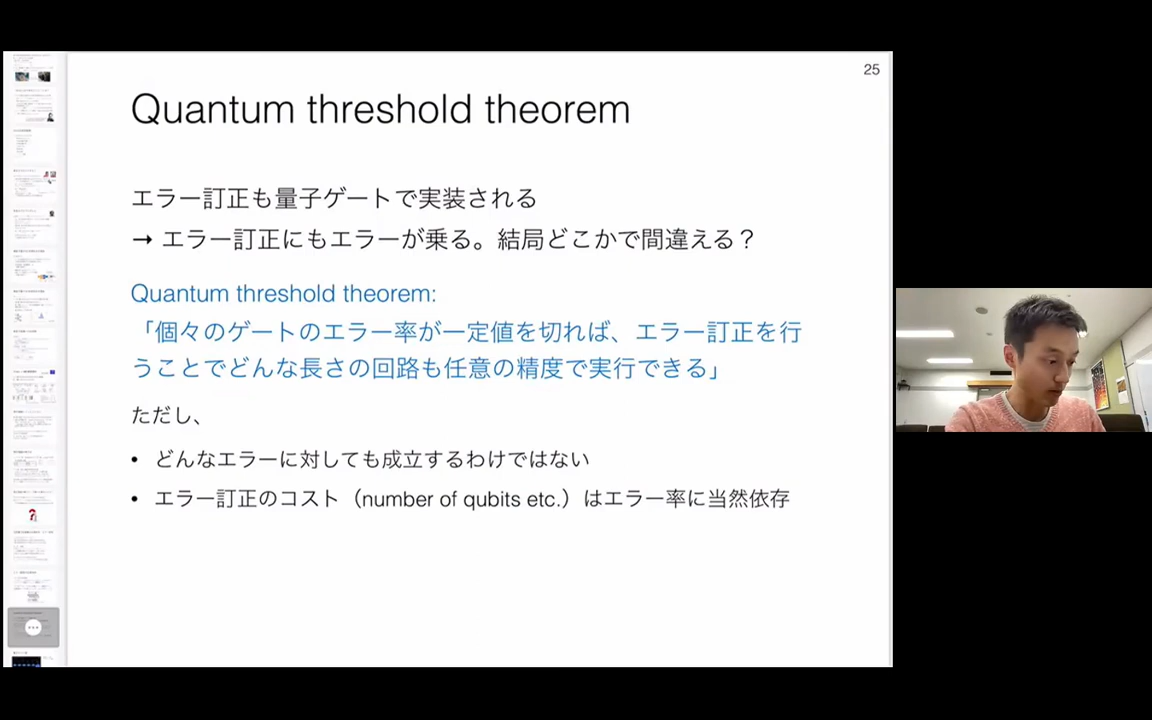 25
Quantum threshold theorem
エラー訂正も量子ゲートで実装される
→ エラー訂正にもエラーが乗る。結局どこかで間違える？
Quantum threshold theorem:
「個々のゲートのエラー率が一定値を切れば、エラー訂正を行
うことでどんな長さの回路も任意の精度で実行できる」
ただし、
• どんなエラーに対しても成立するわけではない
• エラー訂正のコスト（number of qubits etc.）はエラー率に当然依存